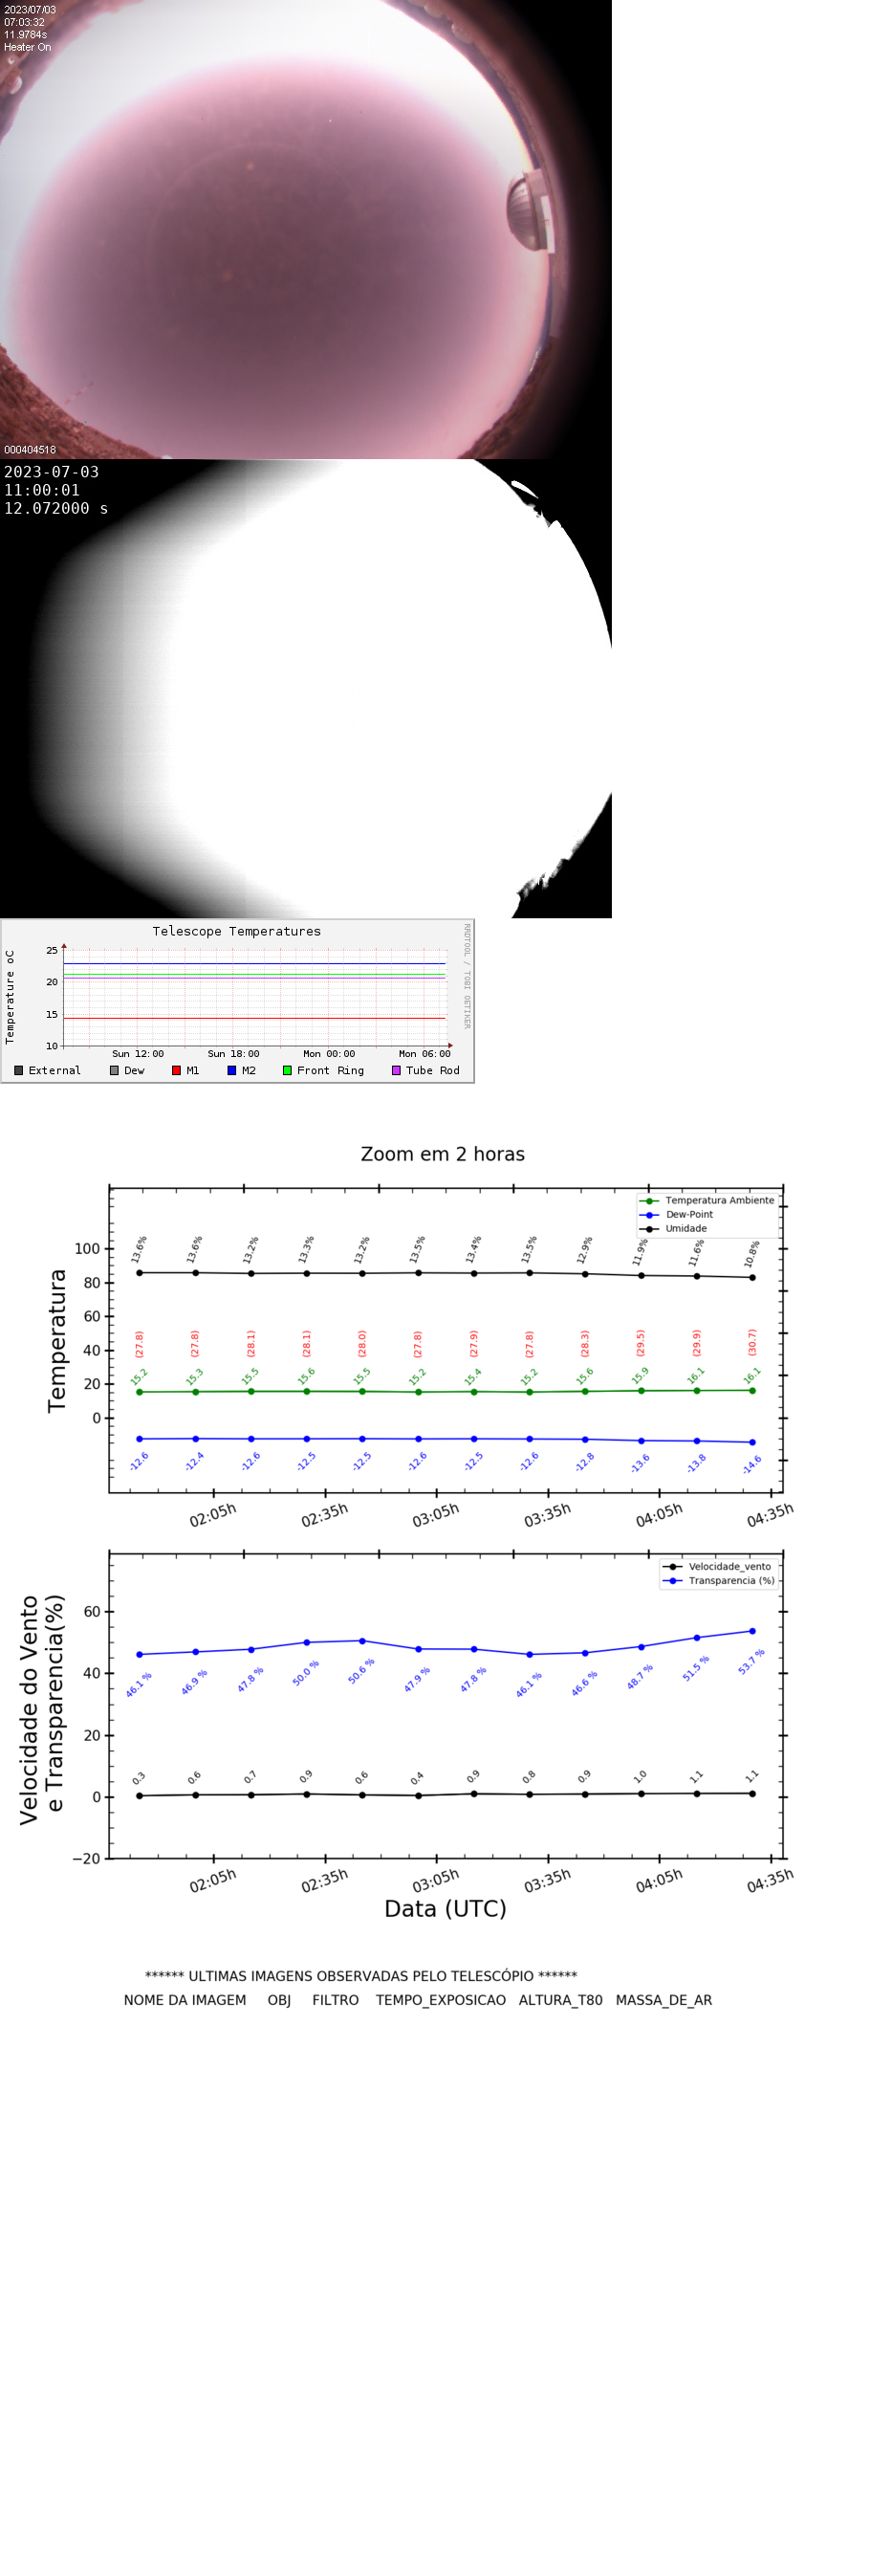 2023/07/03
07:03:32
11.9784s
Heater On
000404518
2023-07-03
11:00:01
12.072000 s
Telescope Temperatures
RRDTOOL / TOBI OETIKER
Temperature oC
25
20
15
10
Sun 12:00 Sun 18:00 Mon 00:00 Mon 06:00
External Dew M1 M2 Front Ring Tube Rod
Zoom em 2 horas
Temperatura Ambiente
Dew-Point
Umidade
Temperatura
100
80
60
40
20
0
13.6% 13.6% 13.2% 13.3% 13.2% 13.5% 13.4% 13.5% 12.9% 11.9% 11.6% 10.8%
(27.8) (27.8) (28.1) (28.1) (28.0) (27.8) (27.9) (27.8) (28.3) (29.5) (29.9) (30.7)
15.2 15.3 15.5 15.6 15.5 15.2 15.4 15.2 15.6 15.9 16.1 16.1
-12.6 -12.4 -12.6 -12.5 -12.5 -12.6 -12.5 -12.6 -12.8 -13.6 -13.8 -14.6
02:05h 02:35h 03:05h 03:35h 04:05h 04:35h
Velocidade_vento
Transparencia (%)
Velocidade do Vento
e Transparencia(%)
60
40
20
0
−20
46.1 % 46.9 % 47.8 % 50.0 % 50.6 % 47.9 % 47.8 % 46.1 % 46.6 % 48.7 % 51.5 % 53.7 %
0.3 0.6 0.7 0.9 0.6 0.4 0.9 0.8 0.9 1.0 1.1 1.1
02:05h 02:35h 03:05h 03:35h 04:05h 04:35h
Data (UTC)
****** ULTIMAS IMAGENS OBSERVADAS PELO TELESCÓPIO ******
NOME DA IMAGEM OBJ FILTRO TEMPO_EXPOSICAO ALTURA_T80 MASSA_DE_AR